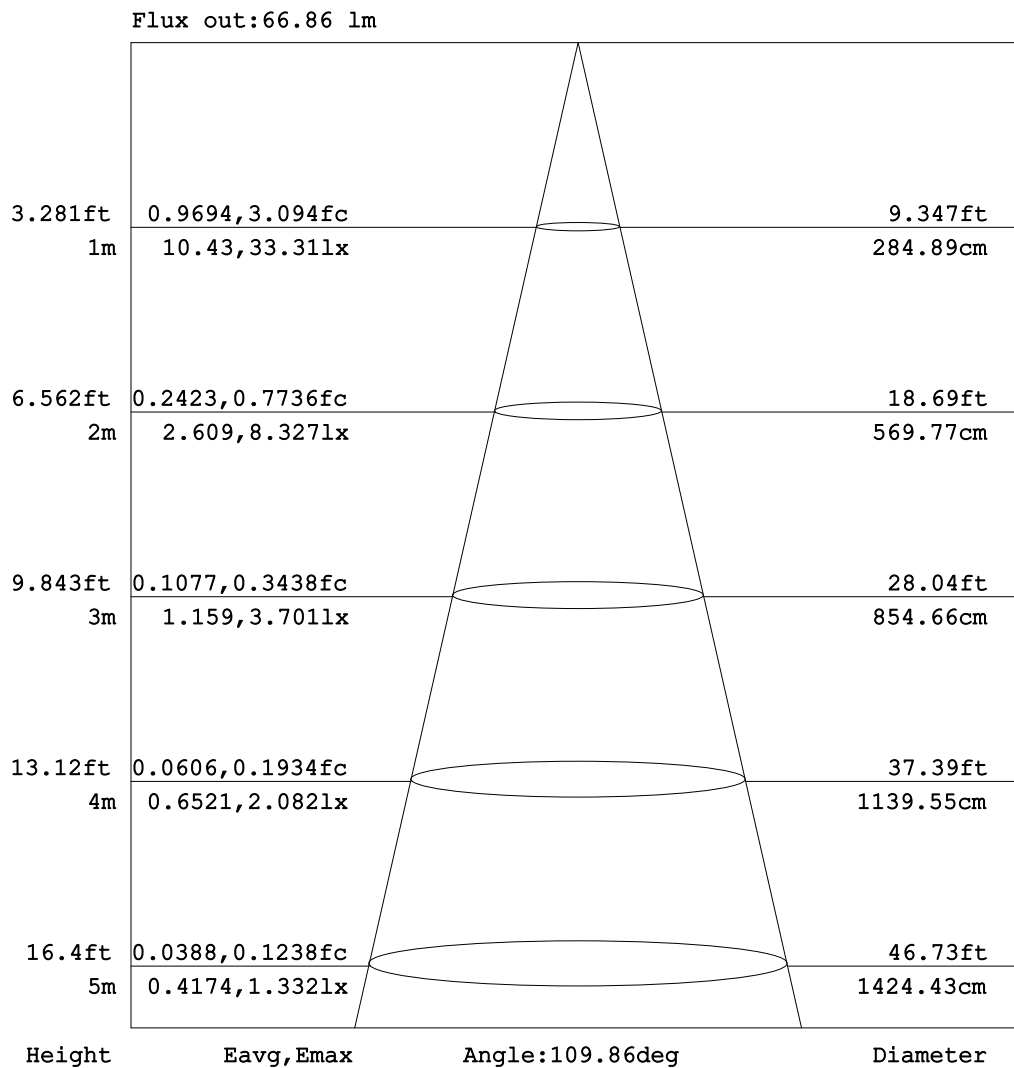 Flux out:66.86 lm
3.281ft 0.9694,3.094fc 9.347ft
1m 10.43,33.31lx 284.89cm
6.562ft 0.2423,0.7736fc 18.69ft
2m 2.609,8.327lx 569.77cm
9.843ft 0.1077,0.3438fc 28.04ft
3m 1.159,3.701lx 854.66cm
13.12ft 0.0606,0.1934fc 37.39ft
4m 0.6521,2.082lx 1139.55cm
16.4ft 0.0388,0.1238fc 46.73ft
5m 0.4174,1.332lx 1424.43cm
Height Eavg,Emax Angle:109.86deg Diameter